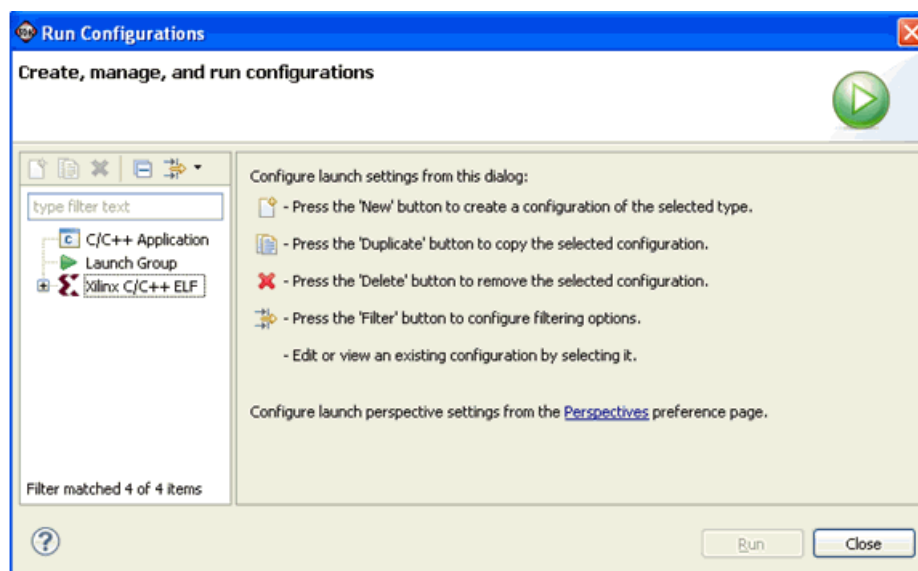 Run Configurations
Create, manage, and run configurations
type filter text
C/C++ Application
Launch Group
Xilinx C/C++ ELF
Filter matched 4 of 4 items
Configure launch settings from this dialog:
- Press the 'New' button to create a configuration of the selected type.
- Press the 'Duplicate' button to copy the selected configuration.
- Press the 'Delete' button to remove the selected configuration.
- Press the 'Filter' button to configure filtering options.
- Edit or view an existing configuration by selecting it.
Configure launch perspective settings from the Perspectives preference page.
Run
Close